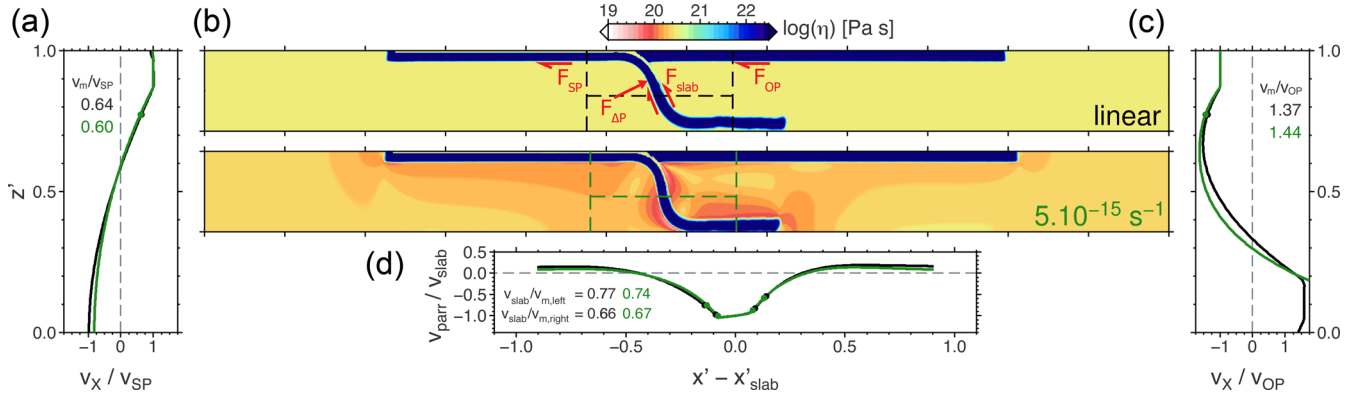 (a)
1.0
0.5
0.0
z'
vₘ/v_SP
0.64
0.60
−1 0 1
v_X / v_SP
(b)
19 20 21 22
log(η) [Pa s]
F_SP
F_ΔP
F_slab
F_OP
linear
5.10⁻¹⁵ s⁻¹
(c)
vₘ/v_OP
1.37
1.44
1.0
0.5
0.0
−1 0 1
v_X / v_OP
(d)
0.5
0.0
−0.5
−1.0
v_parr / v_slab
v_slab/v_m,left = 0.77 0.74
v_slab/v_m,right = 0.66 0.67
−1.0 −0.5 0.0 0.5 1.0
x' − x'_slab